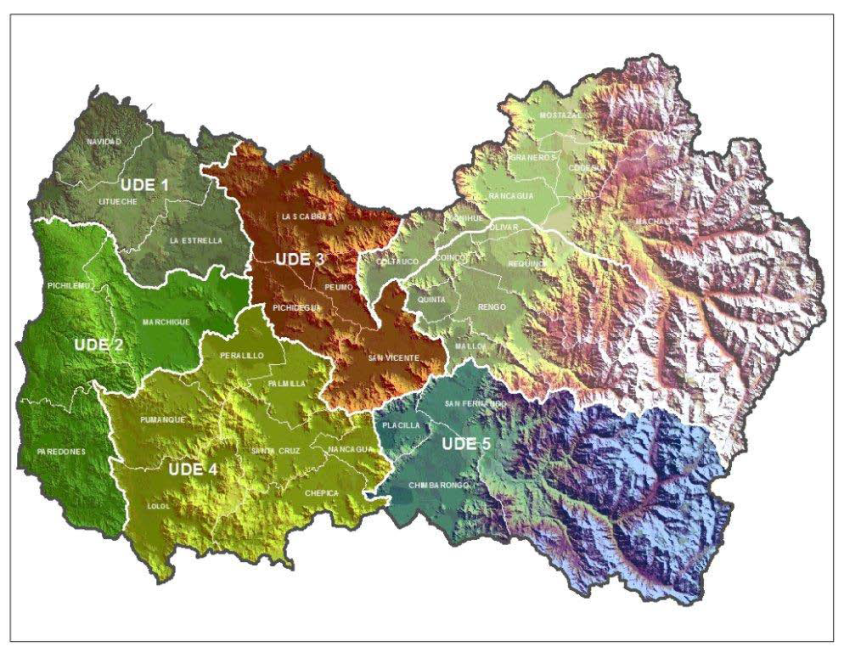 MOSTAZAL
NAVIDAD
GRANEROS
CODEGUA
UDE 1
RANCAGUA
LITUECHE
LAS CABRAS
DOÑIHUE
MACHALI
OLIVAR
LA ESTRELLA
UDE 3
COLTAUCO
COINCO
REQUINOA
PICHILEMU
PEUMO
QUINTA
RENGO
PICHIDEGUA
MARCHIGUE
UDE 2
MALLOA
PERALILLO
SAN VICENTE
PALMILLA
SAN FERNANDO
PUMANQUE
PLACILLA
UDE 5
PAREDONES
SANTA CRUZ
NANCAGUA
UDE 4
CHIMBARONGO
CHEPICA
LOLOL